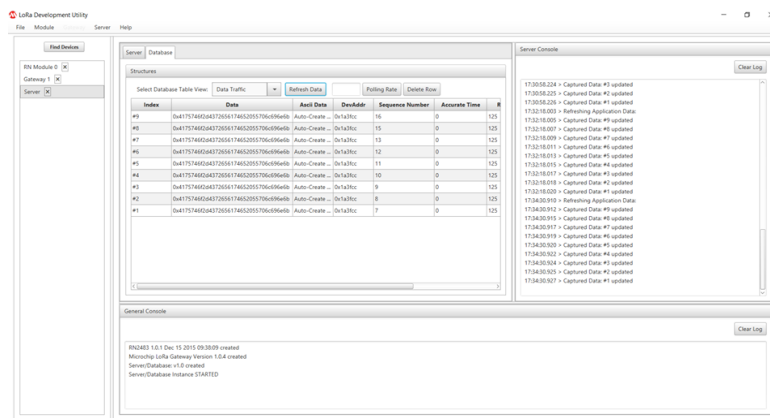 LoRa Development Utility
File Module Server Help
Find Devices
RN Module 0
Gateway 1
Server
Server Database
Structures
Select Database Table View: Data Traffic Refresh Data Polling Rate Delete Row
Index Data Ascii Data DevAddr Sequence Number Accurate Time R
#9 0x4175746f2d43726561746552055706c696e6b Auto-Create ... 0x1a3fcc 16 0 125
#8 0x4175746f2d43726561746552055706c696e6b Auto-Create ... 0x1a3fcc 15 0 125
#7 0x4175746f2d43726561746552055706c696e6b Auto-Create ... 0x1a3fcc 13 0 125
#6 0x4175746f2d43726561746552055706c696e6b Auto-Create ... 0x1a3fcc 12 0 125
#5 0x4175746f2d43726561746552055706c696e6b Auto-Create ... 0x1a3fcc 11 0 125
#4 0x4175746f2d43726561746552055706c696e6b Auto-Create ... 0x1a3fcc 10 0 125
#3 0x4175746f2d43726561746552055706c696e6b Auto-Create ... 0x1a3fcc 9 0 125
#2 0x4175746f2d43726561746552055706c696e6b Auto-Create ... 0x1a3fcc 8 0 125
#1 0x4175746f2d43726561746552055706c696e6b Auto-Create ... 0x1a3fcc 7 0 125
Server Console
Clear Log
17:30:58.224 > Captured Data: #3 updated
17:30:58.225 > Captured Data: #2 updated
17:30:58.226 > Captured Data: #1 updated
17:32:18.003 > Refreshing Application Data:
17:32:18.005 > Captured Data: #9 updated
17:32:18.007 > Captured Data: #8 updated
17:32:18.009 > Captured Data: #7 updated
17:32:18.011 > Captured Data: #6 updated
17:32:18.013 > Captured Data: #5 updated
17:32:18.015 > Captured Data: #4 updated
17:32:18.017 > Captured Data: #3 updated
17:32:18.018 > Captured Data: #2 updated
17:32:18.020 > Captured Data: #1 updated
17:34:30.910 > Refreshing Application Data:
17:34:30.912 > Captured Data: #9 updated
17:34:30.915 > Captured Data: #8 updated
17:34:30.917 > Captured Data: #7 updated
17:34:30.919 > Captured Data: #6 updated
17:34:30.920 > Captured Data: #5 updated
17:34:30.922 > Captured Data: #4 updated
17:34:30.924 > Captured Data: #3 updated
17:34:30.925 > Captured Data: #2 updated
17:34:30.927 > Captured Data: #1 updated
General Console
Clear Log
RN2483 1.0.1 Dec 15 2015 09:38:09 created
Microchip LoRa Gateway Version 1.0.4 created
Server/Database: v1.0 created
Server/Database Instance STARTED